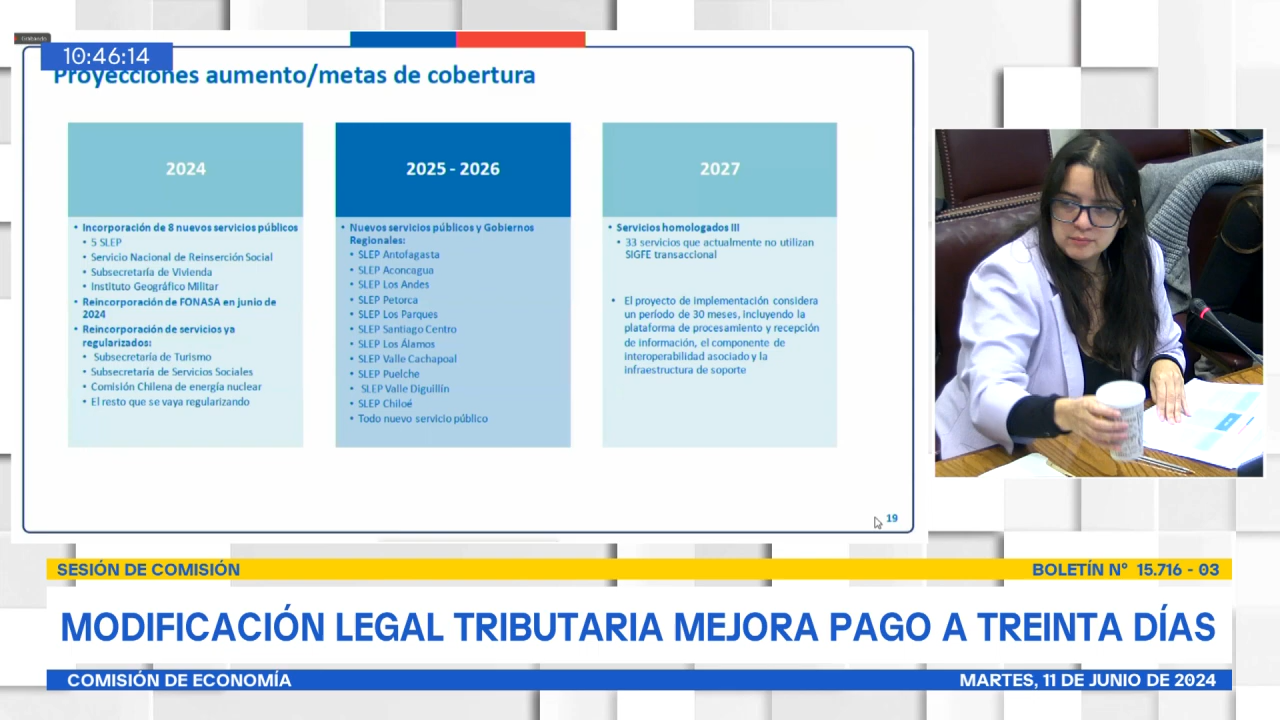 10:46:14
Proyecciones aumento/metas de cobertura
2024
• Incorporación de 8 nuevos servicios públicos
• 5 SLEP
• Servicio Nacional de Reinserción Social
• Subsecretaría de Vivienda
• Instituto Geográfico Militar
• Reincorporación de FONASA en junio de
2024
• Reincorporación de servicios ya
regularizados:
• Subsecretaría de Turismo
• Subsecretaría de Servicios Sociales
• Comisión Chilena de energía nuclear
• El resto que se vaya regularizando
2025 - 2026
• Nuevos servicios públicos y Gobiernos
Regionales:
• SLEP Antofagasta
• SLEP Aconcagua
• SLEP Los Andes
• SLEP Petorca
• SLEP Los Parques
• SLEP Santiago Centro
• SLEP Los Álamos
• SLEP Valle Cachapoal
• SLEP Puelche
• SLEP Valle Diguillín
• SLEP Chiloé
• Todo nuevo servicio público
2027
• Servicios homologados III
• 33 servicios que actualmente no utilizan
SIGFE transaccional
• El proyecto de implementación considera
un período de 30 meses, incluyendo la
plataforma de procesamiento y recepción
de información, el componente de
interoperabilidad asociado y la
infraestructura de soporte
19
SESIÓN DE COMISIÓN
BOLETÍN N° 15.716 - 03
MODIFICACIÓN LEGAL TRIBUTARIA MEJORA PAGO A TREINTA DÍAS
COMISIÓN DE ECONOMÍA
MARTES, 11 DE JUNIO DE 2024